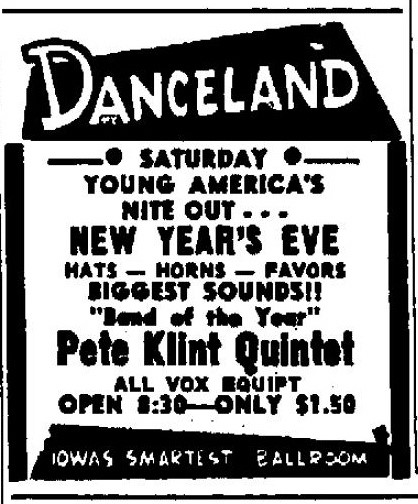 DANCELAND
SATURDAY
YOUNG AMERICA'S
NITE OUT...
NEW YEAR'S EVE
HATS — HORNS — FAVORS
BIGGEST SOUNDS!!
"Band of the Year"
Pete Klint Quintet
ALL VOX EQUIPT
OPEN 8:30—ONLY $1.50
IOWAS SMARTEST BALLROOM